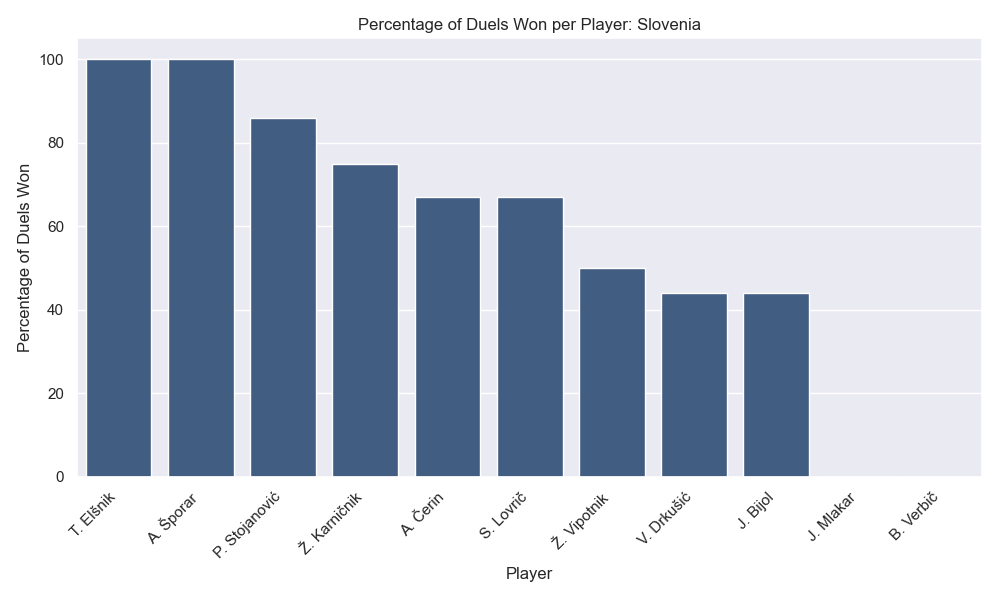 Percentage of Duels Won per Player: Slovenia
Percentage of Duels Won
100
80
60
40
20
0
T. Elšnik
A. Šporar
P. Stojanović
Ž. Karničnik
A. Čerin
S. Lovrič
Ž. Vipotnik
V. Drkušić
J. Bijol
J. Mlakar
B. Verbič
Player